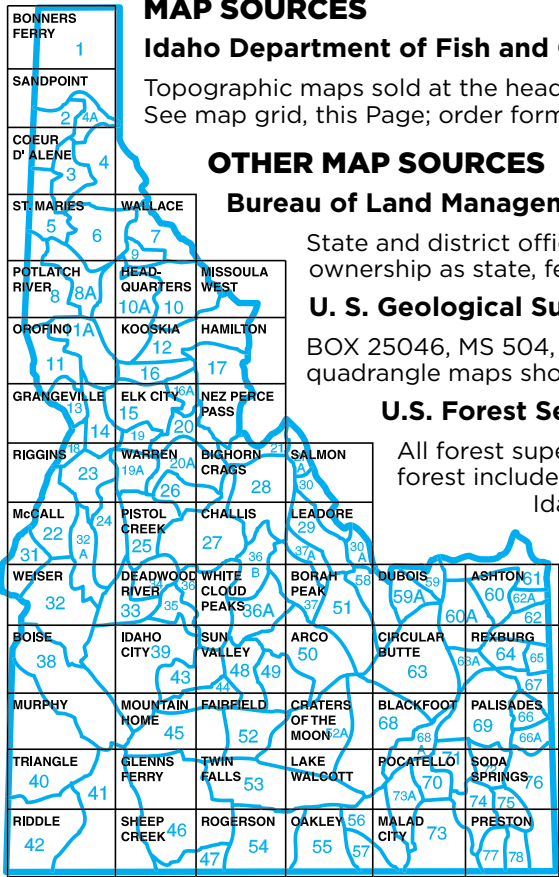 MAP SOURCES
Idaho Department of Fish and
Topographic maps sold at the head
See map grid, this Page; order form
OTHER MAP SOURCES
Bureau of Land Managem
State and district offi
ownership as state, fe
U. S. Geological Su
BOX 25046, MS 504,
quadrangle maps sho
U.S. Forest Se
All forest supe
forest include
Ida
BONNERS
FERRY
1
SANDPOINT
2 4A
COEUR
D' ALENE 4
3
ST. MARIES WALLACE
5 6 7
9
POTLATCH HEAD- MISSOULA
RIVER QUARTERS WEST
8 8A 10A 10
OROFINO 1A KOOSKIA HAMILTON
12
11 16 17
GRANGEVILLE ELK CITY 16A NEZ PERCE
13 15 PASS
14 19 20
RIGGINS 18 WARREN BIGHORN 21 SALMON
23 19A 20A CRAGS A
26 28 30
McCALL PISTOL CHALLIS LEADORE
22 24 CREEK 29
31 32 A 25 27 36 37A 30 A
WEISER DEADWOOD WHITE B BORAH 58 DUBOIS 59 ASHTON 61
RIVER 34 36 CLOUD PEAK 59A 60 62A
32 33 35 PEAKS 36A 37 51 60A 62
BOISE IDAHO SUN ARCO CIRCULAR REXBURG
38 CITY 39 VALLEY 50 BUTTE 64 65
43 48 49 63 63A
44 67
MURPHY MOUNTAIN FAIRFIELD CRATERS BLACKFOOT PALISADES
HOME OF THE 68 69 66
45 52 MOON 52A 68 A 66A
TRIANGLE GLENNS TWIN LAKE POCATELLO 71 SODA
FERRY FALLS WALCOTT 70 SPRINGS 76
40 41 53 73A 72 74 75
RIDDLE SHEEP ROGERSON OAKLEY 56 MALAD PRESTON
CREEK 46 CITY 73
42 47 54 55 57 77 78